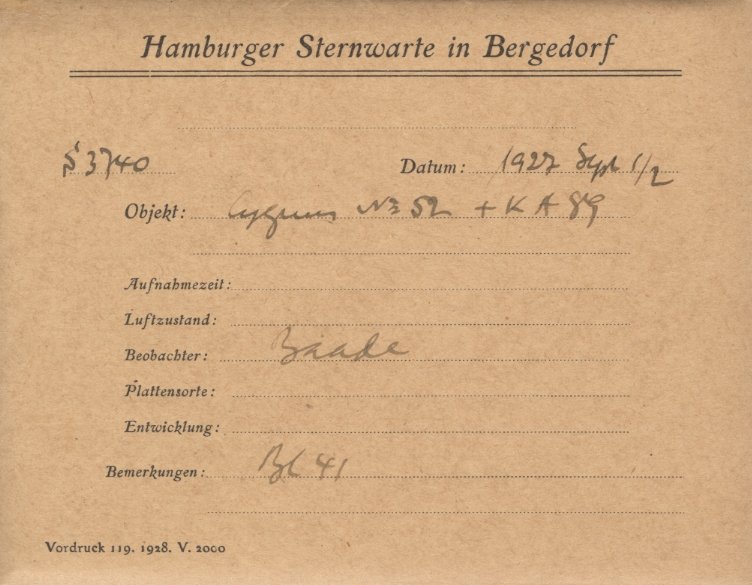 Hamburger Sternwarte in Bergedorf
S 3740 Datum: 1927 Sept 1/2
Objekt: Cygnus Nr 52 + KA 89
Aufnahmezeit:
Luftzustand:
Beobachter: Baade
Plattensorte:
Entwicklung:
Bemerkungen: Bl 41
Vordruck 119. 1928. V. 2000